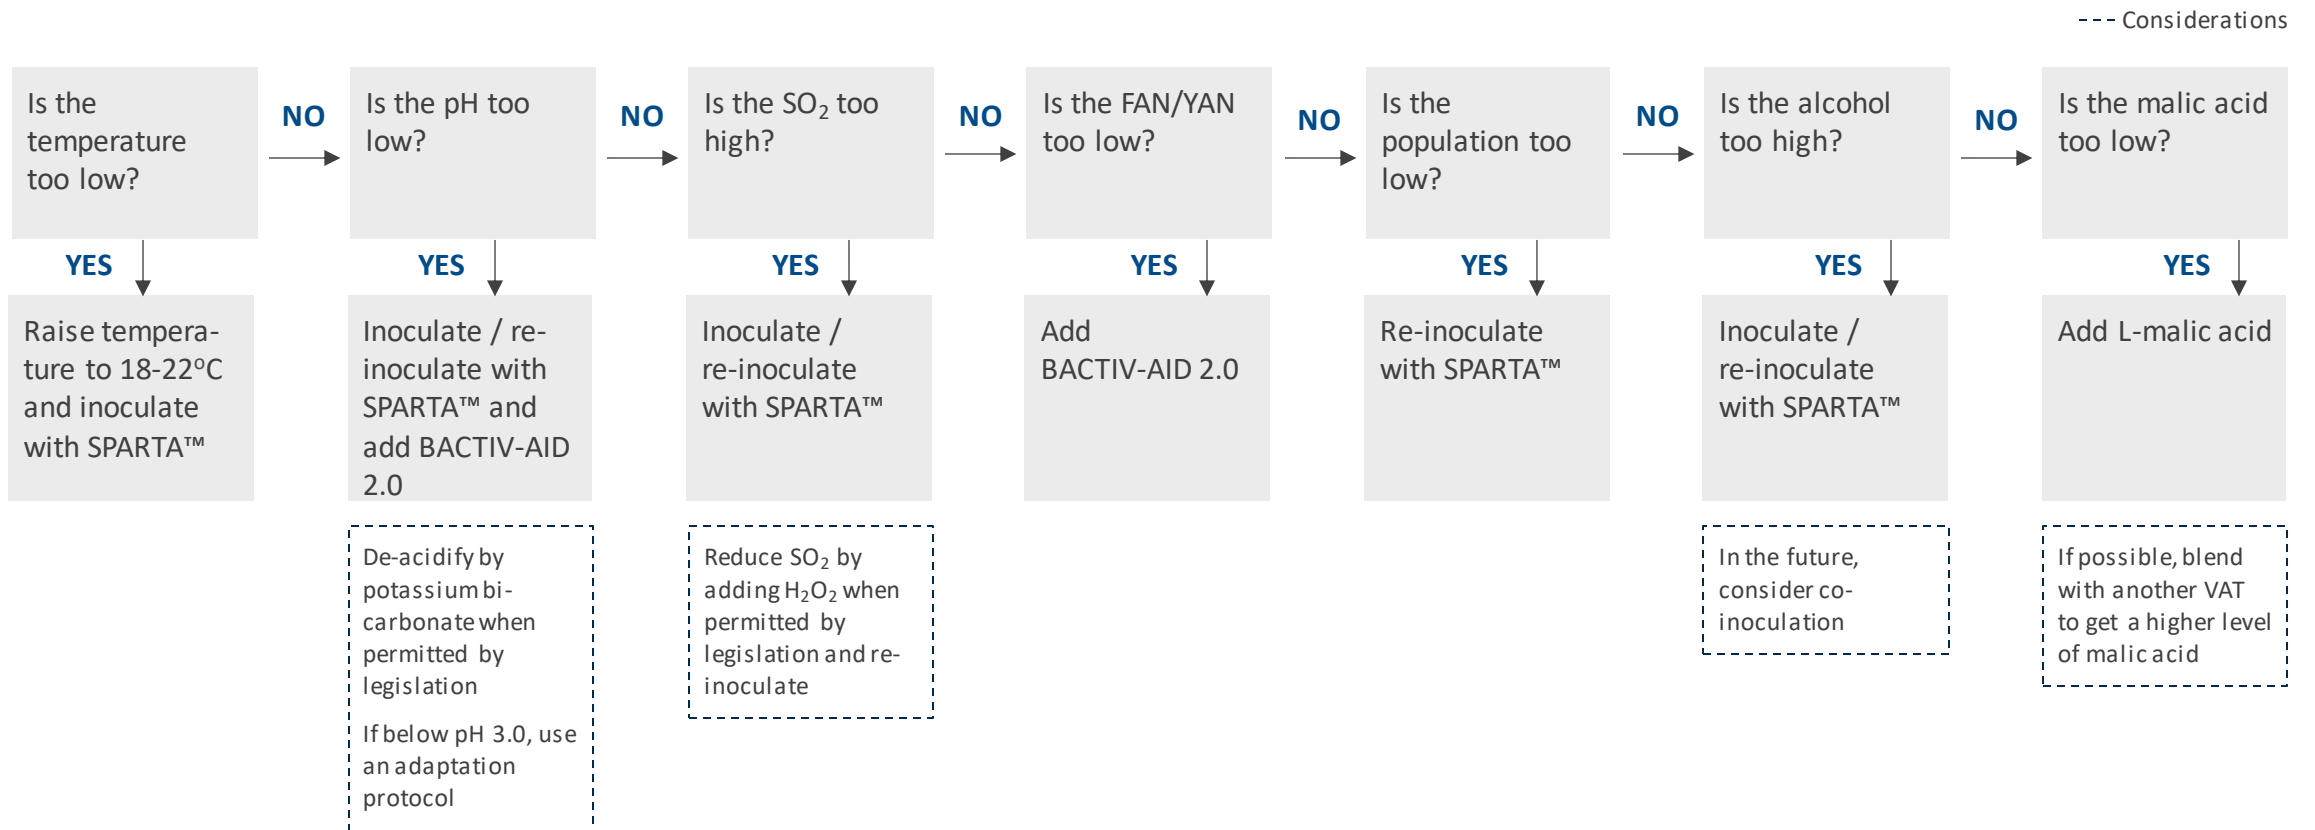 Considerations
Is the
temperature
too low?
NO
Is the pH too
low?
NO
Is the SO₂ too
high?
NO
Is the FAN/YAN
too low?
NO
Is the
population too
low?
NO
Is the alcohol
too high?
NO
Is the malic acid
too low?
YES
YES
YES
YES
YES
YES
YES
Raise tempera-
ture to 18-22°C
and inoculate
with SPARTA™
Inoculate / re-
inoculate with
SPARTA™ and
add BACTIV-AID
2.0
Inoculate /
re-inoculate
with SPARTA™
Add
BACTIV-AID 2.0
Re-inoculate
with SPARTA™
Inoculate /
re-inoculate
with SPARTA™
Add L-malic acid
De-acidify by
potassium bi-
carbonate when
permitted by
legislation
If below pH 3.0, use
an adaptation
protocol
Reduce SO₂ by
adding H₂O₂ when
permitted by
legislation and re-
inoculate
In the future,
consider co-
inoculation
If possible, blend
with another VAT
to get a higher level
of malic acid